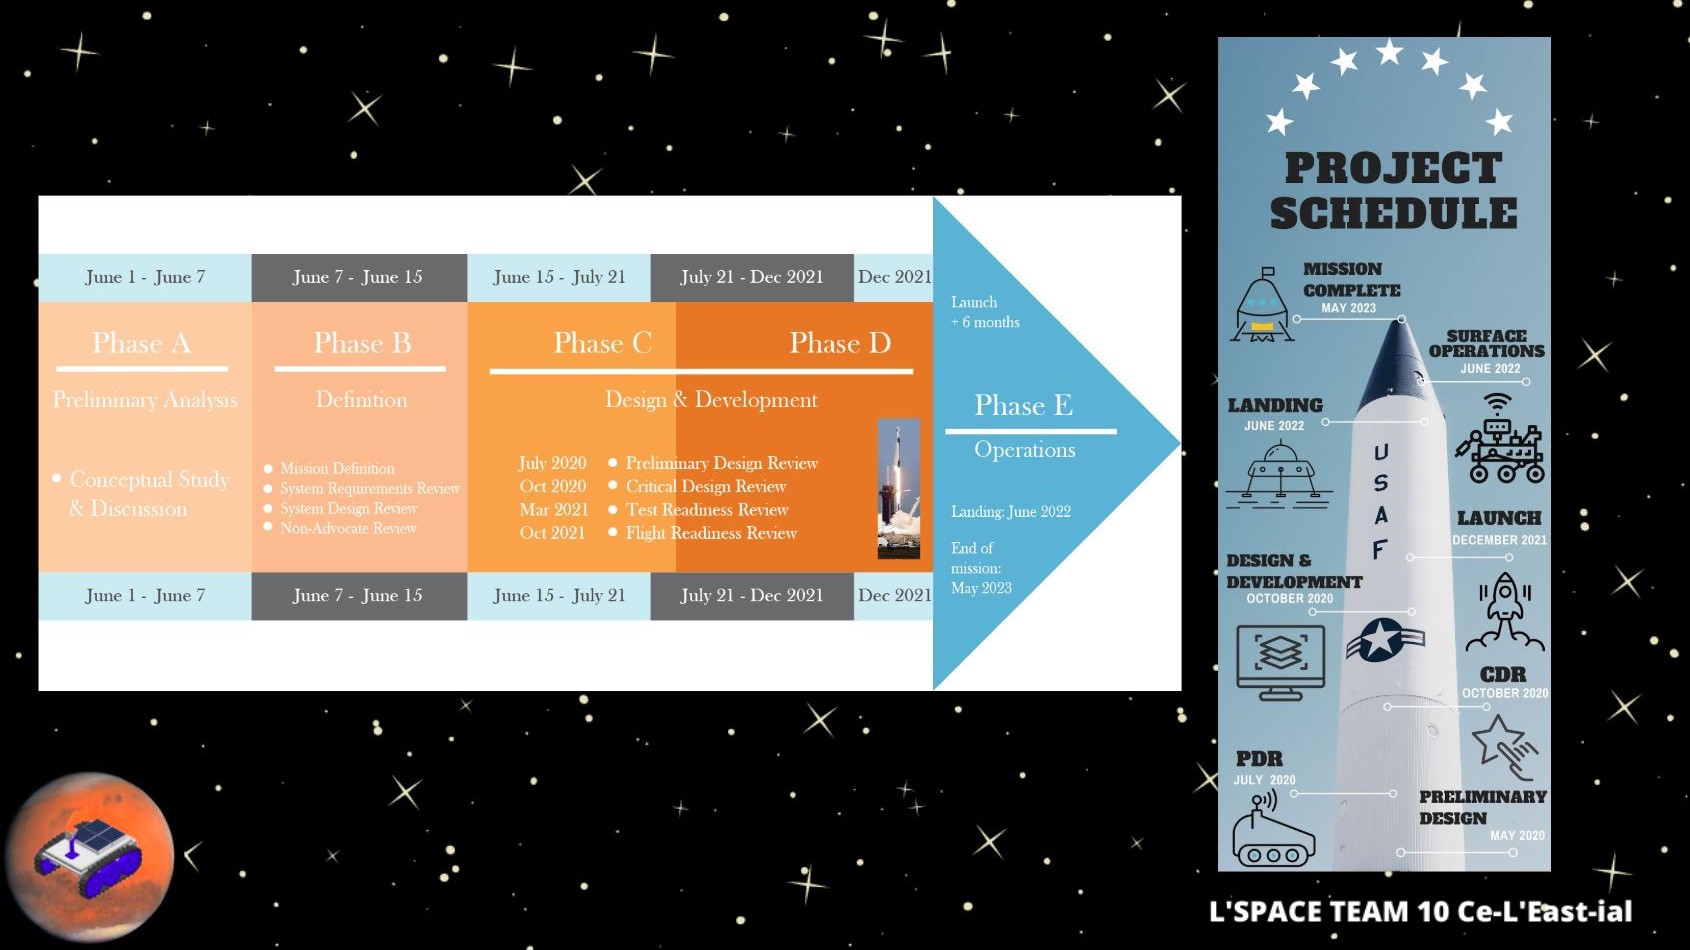 June 1 - June 7
June 7 - June 15
June 15 - July 21
July 21 - Dec 2021
Dec 2021
Phase A
Preliminary Analysis
Conceptual Study
& Discussion
Phase B
Definition
Mission Definition
System Requirements Review
System Design Review
Non-Advocate Review
Phase C
Phase D
Design & Development
July 2020 Preliminary Design Review
Oct 2020 Critical Design Review
Mar 2021 Test Readiness Review
Oct 2021 Flight Readiness Review
June 1 - June 7
June 7 - June 15
June 15 - July 21
July 21 - Dec 2021
Dec 2021
Launch
+ 6 months
Phase E
Operations
Landing: June 2022
End of
mission:
May 2023
PROJECT
SCHEDULE
MISSION
COMPLETE
MAY 2023
SURFACE
OPERATIONS
JUNE 2022
LANDING
JUNE 2022
U
S
A
F
LAUNCH
DECEMBER 2021
DESIGN &
DEVELOPMENT
OCTOBER 2020
CDR
OCTOBER 2020
PDR
JULY 2020
PRELIMINARY
DESIGN
MAY 2020
L'SPACE TEAM 10 Ce-L'East-ial